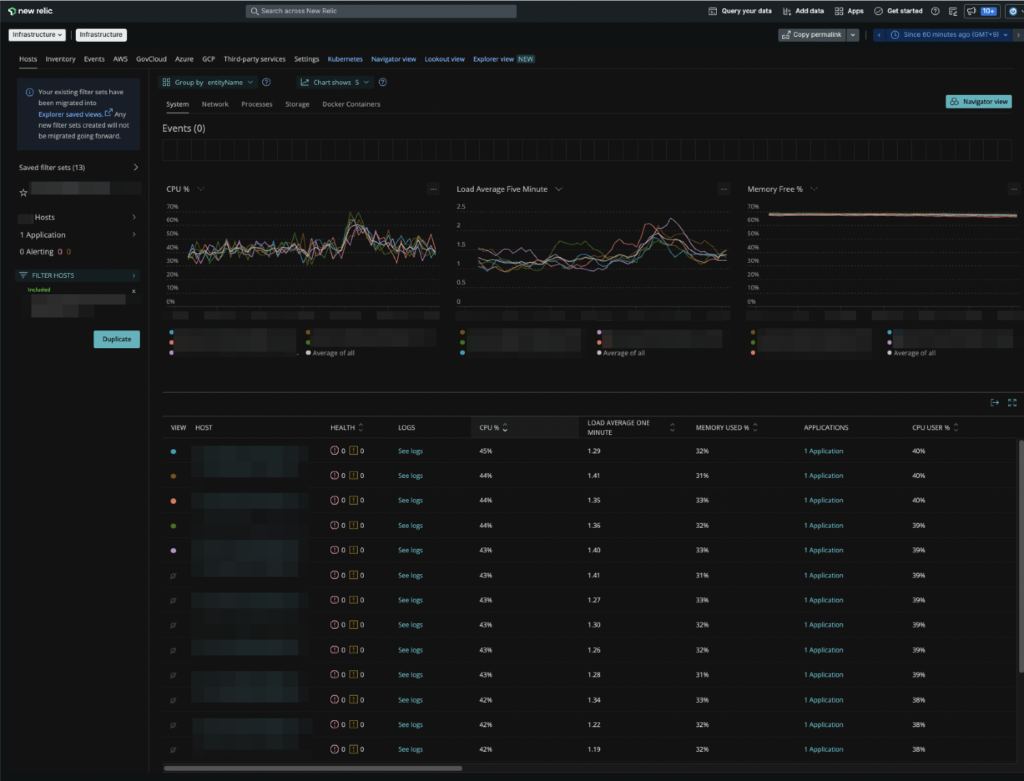 new relic
Search across New Relic
Query your data
Add data
Apps
Get started
10+
Infrastructure
Infrastructure
Copy permalink
Since 60 minutes ago (GMT+9)
Hosts Inventory Events AWS GovCloud Azure GCP Third-party services Settings Kubernetes Navigator view Lookout view Explorer view NEW
Your existing filter sets have
been migrated into
Explorer saved views. Any
new filter sets created will not
be migrated going forward.
Saved filter sets (13)
Hosts
1 Application
0 Alerting 0 0
FILTER HOSTS
Included
x
Duplicate
Group by entityName
Chart shows 5
System Network Processes Storage Docker Containers
Navigator view
Events (0)
CPU %
70%
60%
50%
40%
30%
20%
10%
0%
Average of all
Load Average Five Minute
2.5
2
1.5
1
0.5
0
Average of all
Memory Free %
70%
60%
50%
40%
30%
20%
10%
0%
Average of all
VIEW HOST HEALTH LOGS CPU % LOAD AVERAGE ONE MINUTE MEMORY USED % APPLICATIONS CPU USER %
0 0 See logs 45% 1.29 32% 1 Application 40%
0 0 See logs 44% 1.41 31% 1 Application 40%
0 0 See logs 44% 1.35 33% 1 Application 40%
0 0 See logs 44% 1.36 32% 1 Application 39%
0 0 See logs 43% 1.40 33% 1 Application 39%
0 0 See logs 43% 1.41 31% 1 Application 39%
0 0 See logs 43% 1.27 33% 1 Application 39%
0 0 See logs 43% 1.30 32% 1 Application 39%
0 0 See logs 43% 1.26 32% 1 Application 39%
0 0 See logs 43% 1.28 31% 1 Application 39%
0 0 See logs 42% 1.34 33% 1 Application 38%
0 0 See logs 42% 1.22 32% 1 Application 38%
0 0 See logs 42% 1.19 32% 1 Application 38%